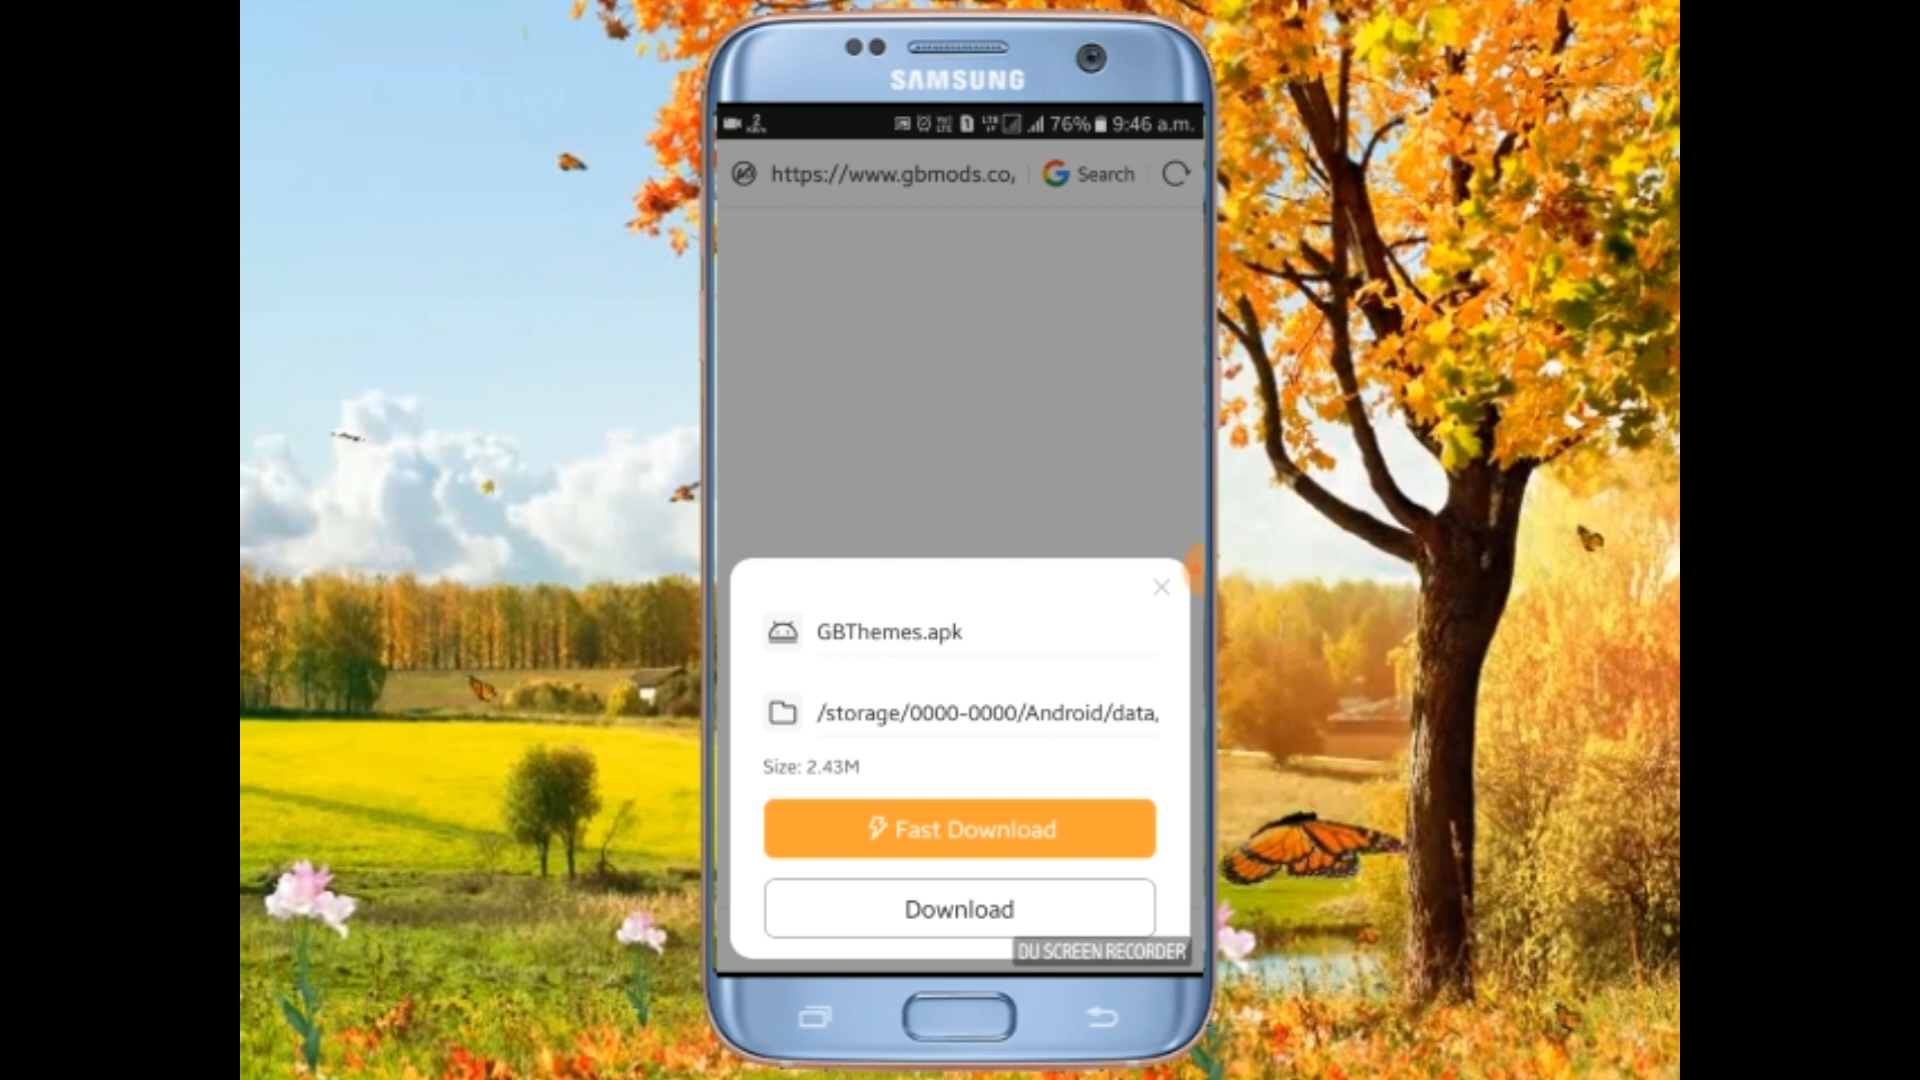 SAMSUNG
2
76% 9:46 a.m.
https://www.gbmods.co,
Search
GBThemes.apk
/storage/0000-0000/Android/data,
Size: 2.43M
Fast Download
Download
DU SCREEN RECORDER